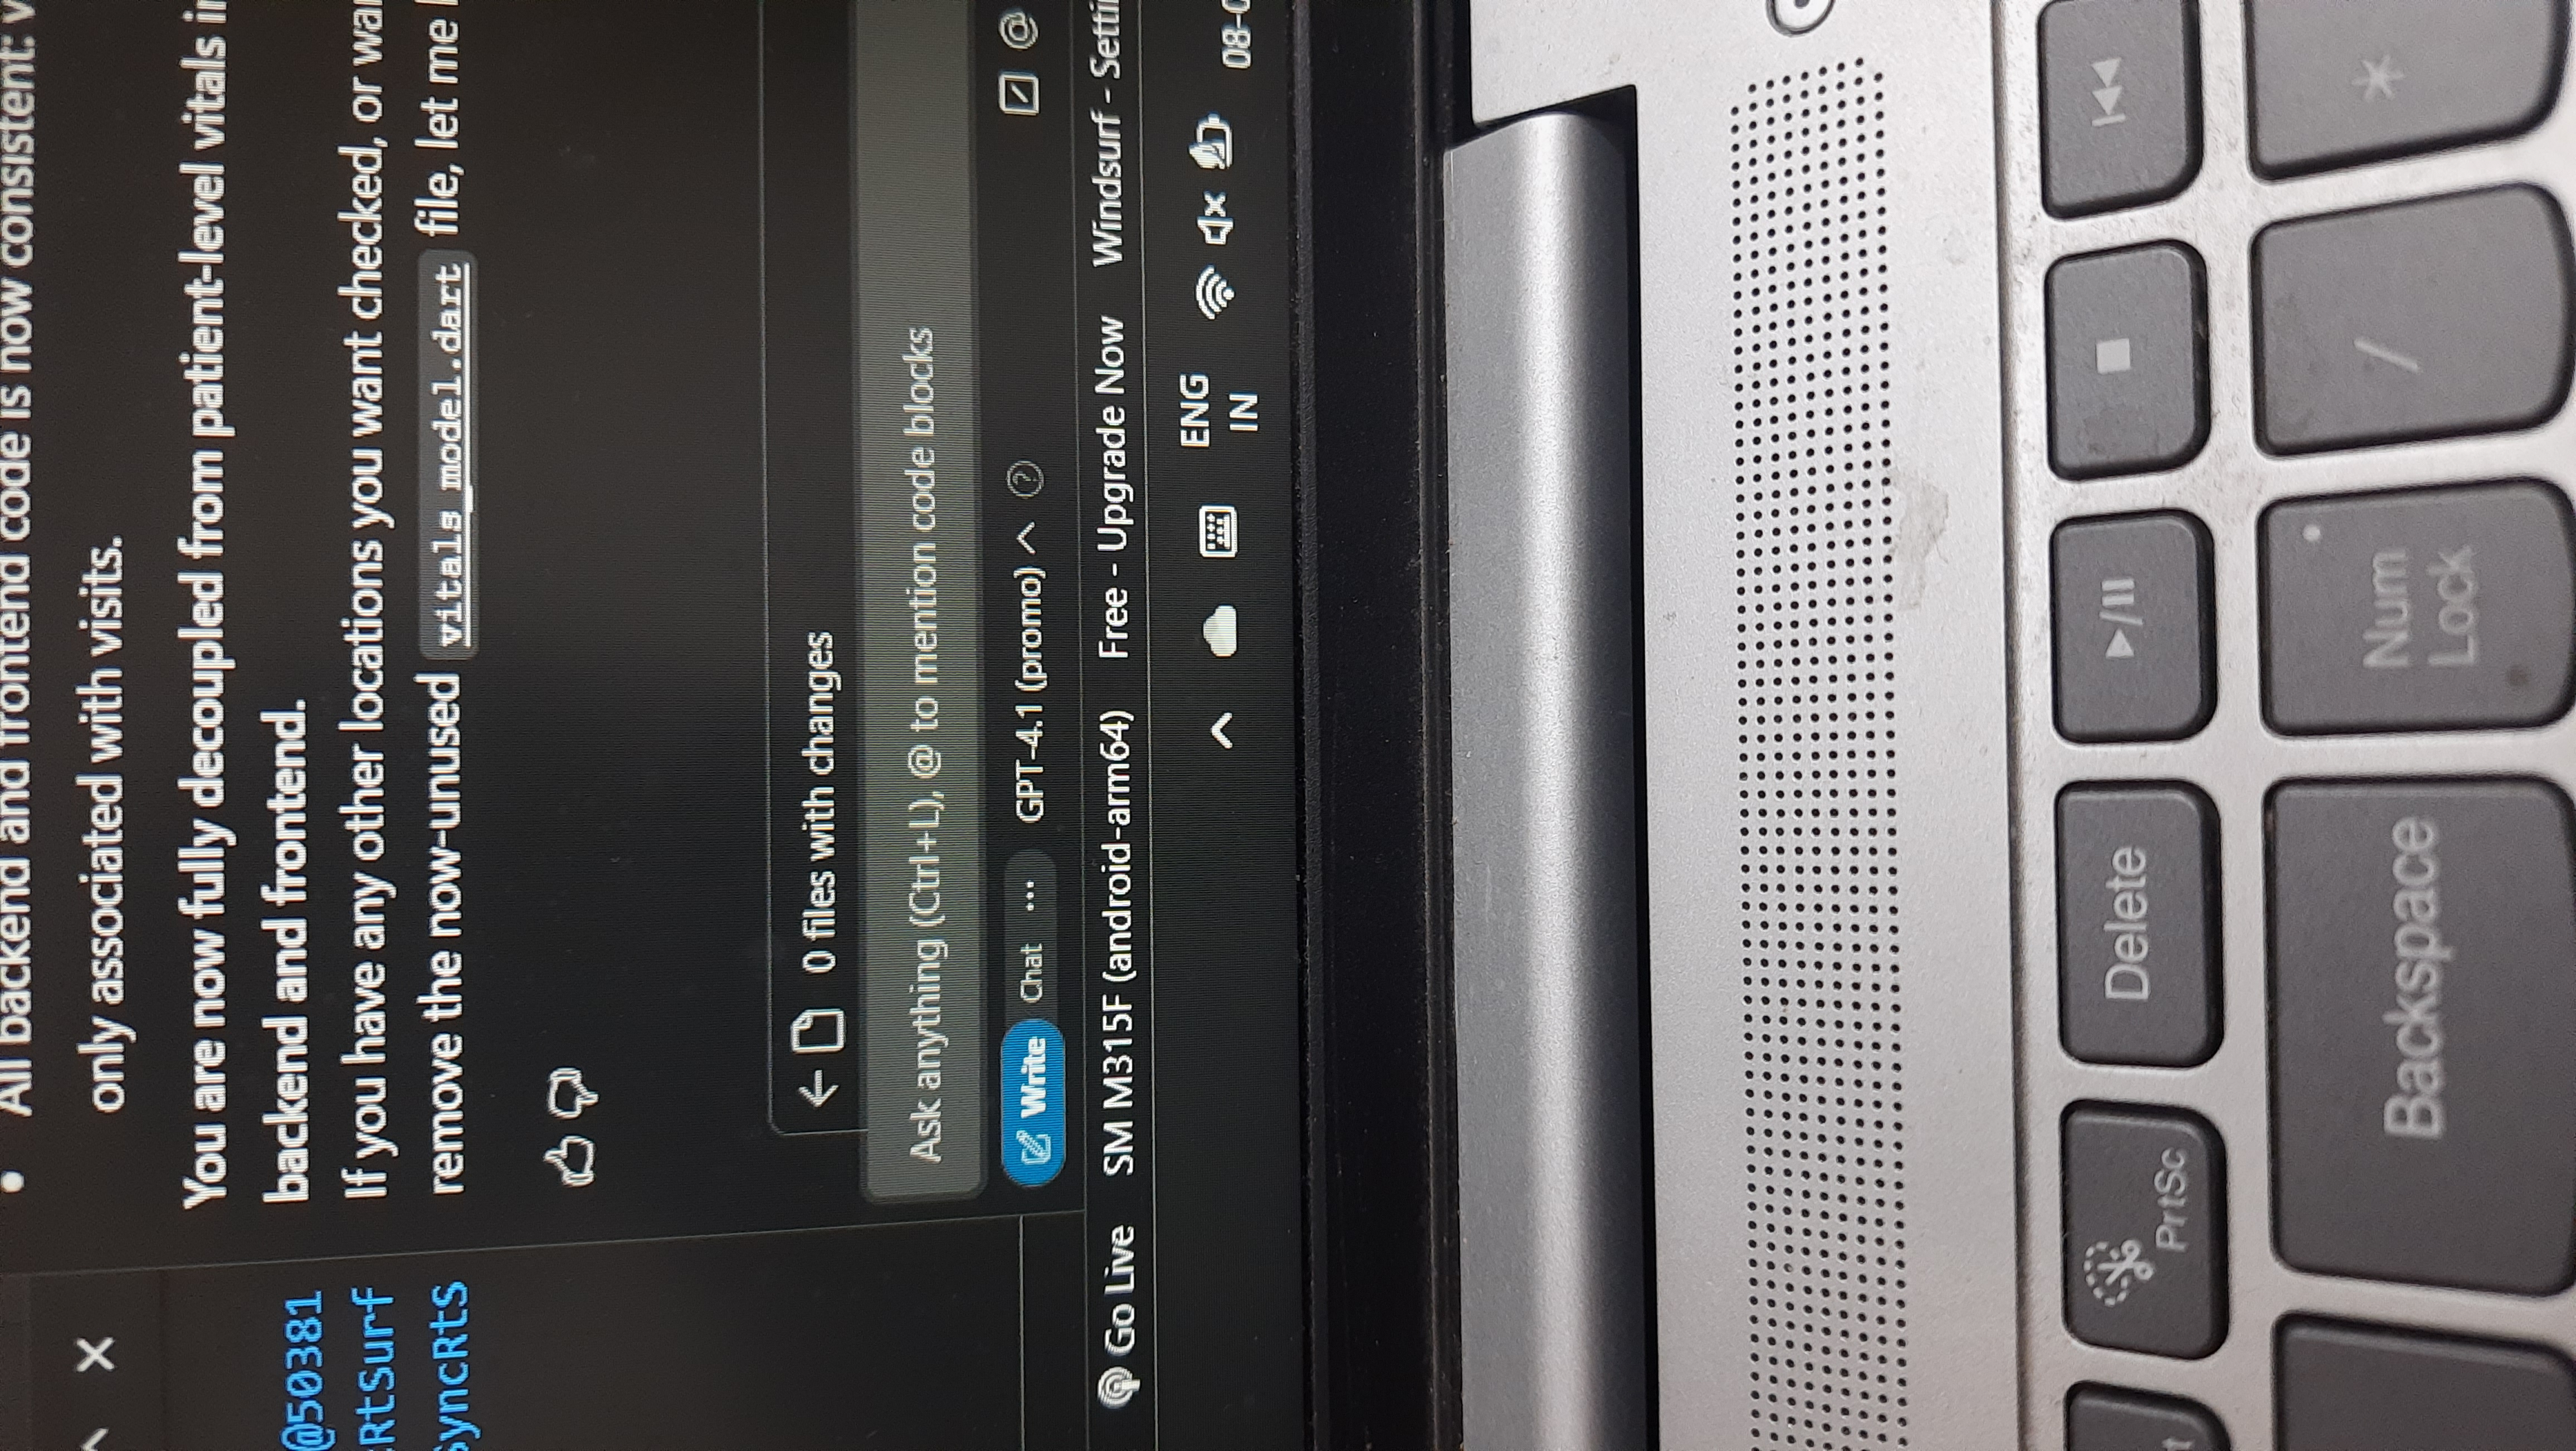 All backend and frontend code is now consistent:
only associated with visits.
You are now fully decoupled from patient-level vitals
backend and frontend.
If you have any other locations you want checked, or
remove the now-unused vitals_model.dart file, let me
@50381
RtSurf
SyncRtS
0 files with changes
Ask anything (Ctrl+L), @ to mention code blocks
Write Chat ... GPT-4.1 (promo) @
Go Live SM M315F (android-arm64) Free - Upgrade Now Windsurf - Setti
ENG
IN
08-0
PrtSc Delete
Backspace Num
Lock / *